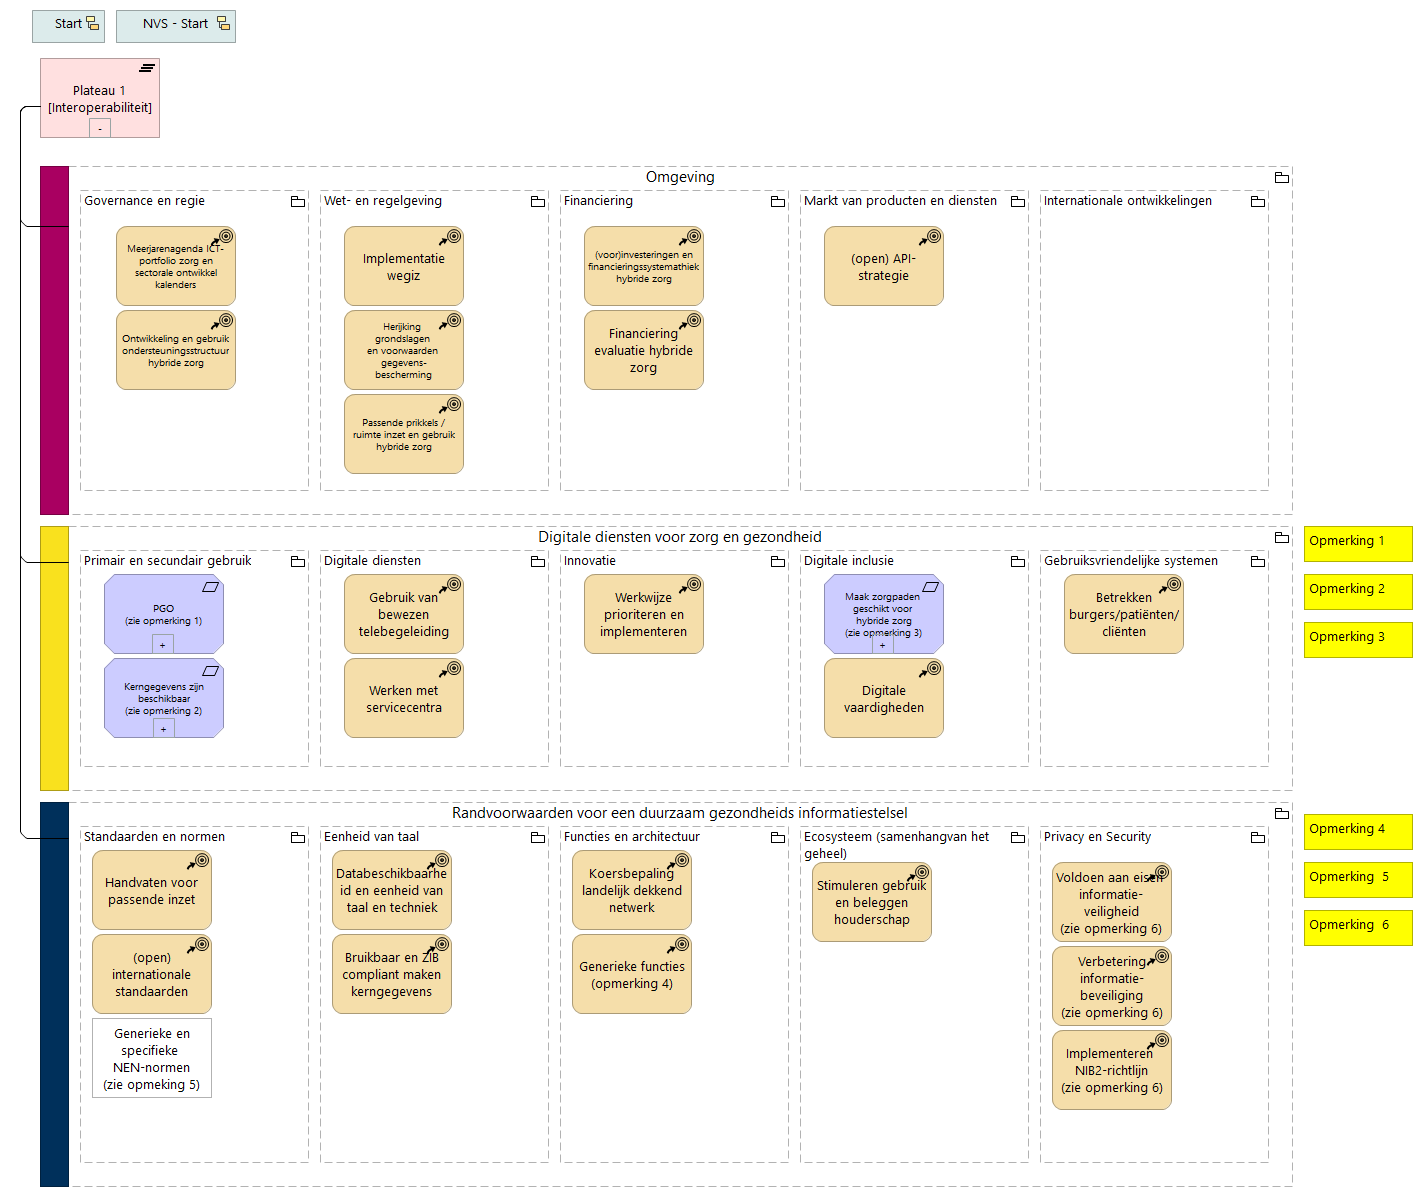 Start
NVS - Start
Plateau 1
[Interoperabiliteit]
-
Omgeving
Governance en regie
Meerjarenagenda ICT-
portfolio zorg en
sectorale ontwikkel
kalenders
Ontwikkeling en gebruik
ondersteuningsstructuur
hybride zorg
Wet- en regelgeving
Implementatie
wegiz
Herijking
grondslagen
en voorwaarden
gegevens-
bescherming
Passende prikkels /
ruimte inzet en gebruik
hybride zorg
Financiering
(voor)investeringen en
financieringssystemathiek
hybride zorg
Financiering
evaluatie hybride
zorg
Markt van producten en diensten
(open) API-
strategie
Internationale ontwikkelingen
Digitale diensten voor zorg en gezondheid
Primair en secundair gebruik
PGO
(zie opmerking 1)
+
Kerngegevens zijn
beschikbaar
(zie opmerking 2)
+
Digitale diensten
Gebruik van
bewezen
telebegeleiding
Werken met
servicecentra
Innovatie
Werkwijze
prioriteren en
implementeren
Digitale inclusie
Maak zorgpaden
geschikt voor
hybride zorg
(zie opmerking 3)
+
Digitale
vaardigheden
Gebruiksvriendelijke systemen
Betrekken
burgers/patiënten/
cliënten
Opmerking 1
Opmerking 2
Opmerking 3
Randvoorwaarden voor een duurzaam gezondheids informatiestelsel
Standaarden en normen
Handvaten voor
passende inzet
(open)
internationale
standaarden
Generieke en
specifieke
NEN-normen
(zie opmeking 5)
Eenheid van taal
Databeschikbaarhe
id en eenheid van
taal en techniek
Bruikbaar en ZIB
compliant maken
kerngegevens
Functies en architectuur
Koersbepaling
landelijk dekkend
netwerk
Generieke functies
(opmerking 4)
Ecosysteem (samenhangvan het
geheel)
Stimuleren gebruik
en beleggen
houderschap
Privacy en Security
Voldoen aan eisen
informatie-
veiligheid
(zie opmerking 6)
Verbetering
informatie-
beveiliging
(zie opmerking 6)
Implementeren
NIB2-richtlijn
(zie opmerking 6)
Opmerking 4
Opmerking 5
Opmerking 6